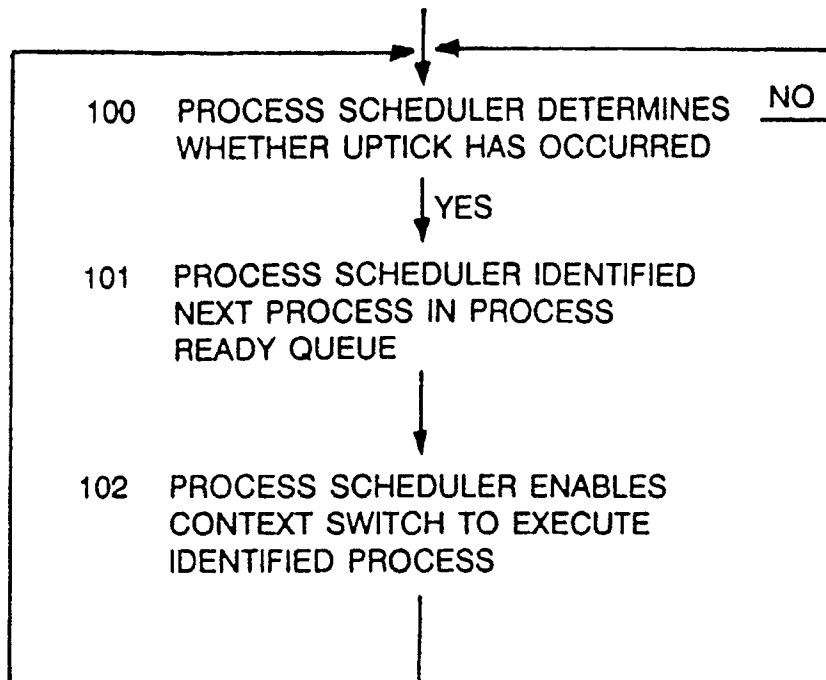 100 PROCESS SCHEDULER DETERMINES NO
WHETHER UPTICK HAS OCCURRED
YES
101 PROCESS SCHEDULER IDENTIFIED
NEXT PROCESS IN PROCESS
READY QUEUE
102 PROCESS SCHEDULER ENABLES
CONTEXT SWITCH TO EXECUTE
IDENTIFIED PROCESS